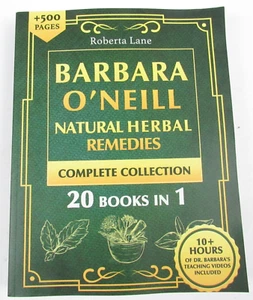 +500
PAGES
Roberta Lane
BARBARA
O'NEILL
NATURAL HERBAL
REMEDIES
COMPLETE COLLECTION
20 BOOKS IN 1
10+
HOURS
OF DR. BARBARA'S
TEACHING VIDEOS
INCLUDED